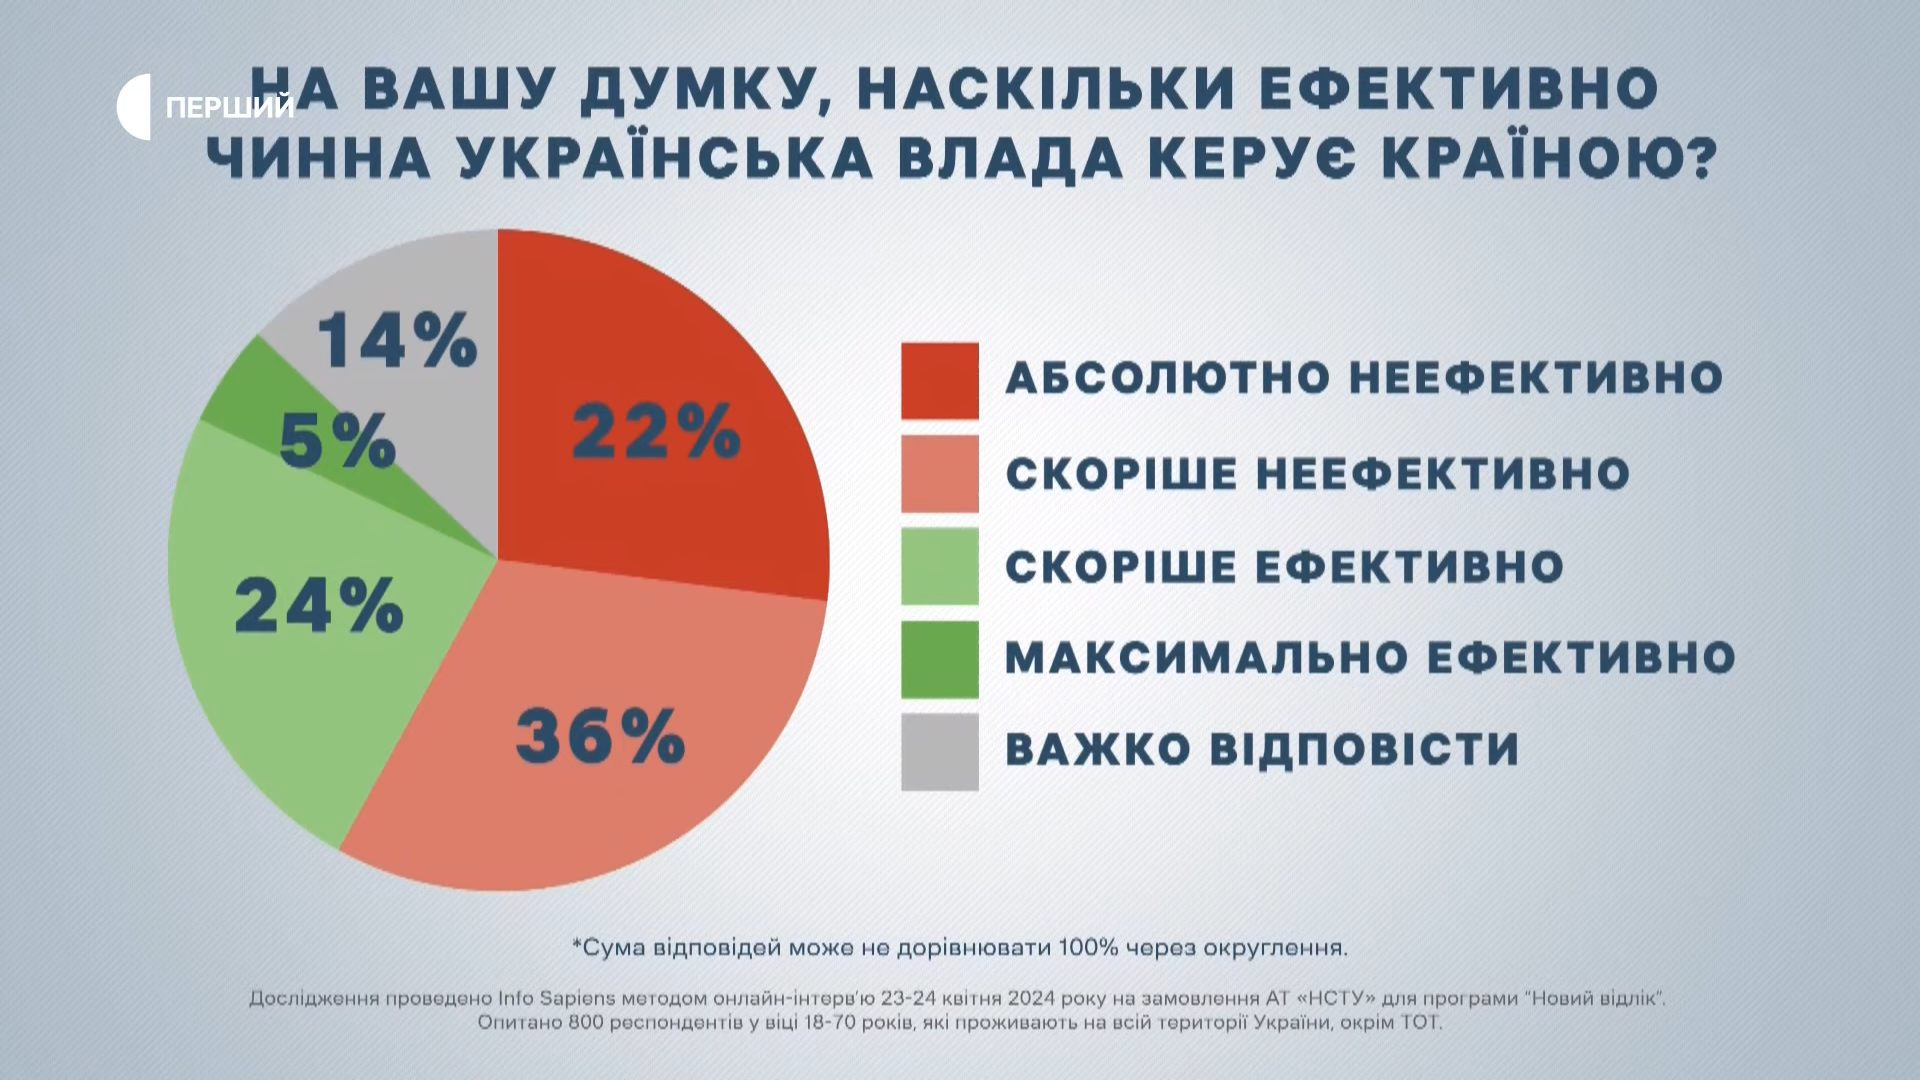 НА ВАШУ ДУМКУ, НАСКІЛЬКИ ЕФЕКТИВНО
ПЕРШИЙ
ЧИННА УКРАЇНСЬКА ВЛАДА КЕРУЄ КРАЇНОЮ?
14%
22%
5%
24%
36%
АБСОЛЮТНО НЕЕФЕКТИВНО
СКОРІШЕ НЕЕФЕКТИВНО
СКОРІШЕ ЕФЕКТИВНО
МАКСИМАЛЬНО ЕФЕКТИВНО
ВАЖКО ВІДПОВІСТИ
*Сума відповідей може не дорівнювати 100% через округлення.
Дослідження проведено Info Sapiens методом онлайн-інтерв'ю 23-24 квітня 2024 року на замовлення АТ «НСТУ» для програми "Новий відлік".
Опитано 800 респондентів у віці 18-70 років, які проживають на всій території України, окрім ТОТ.